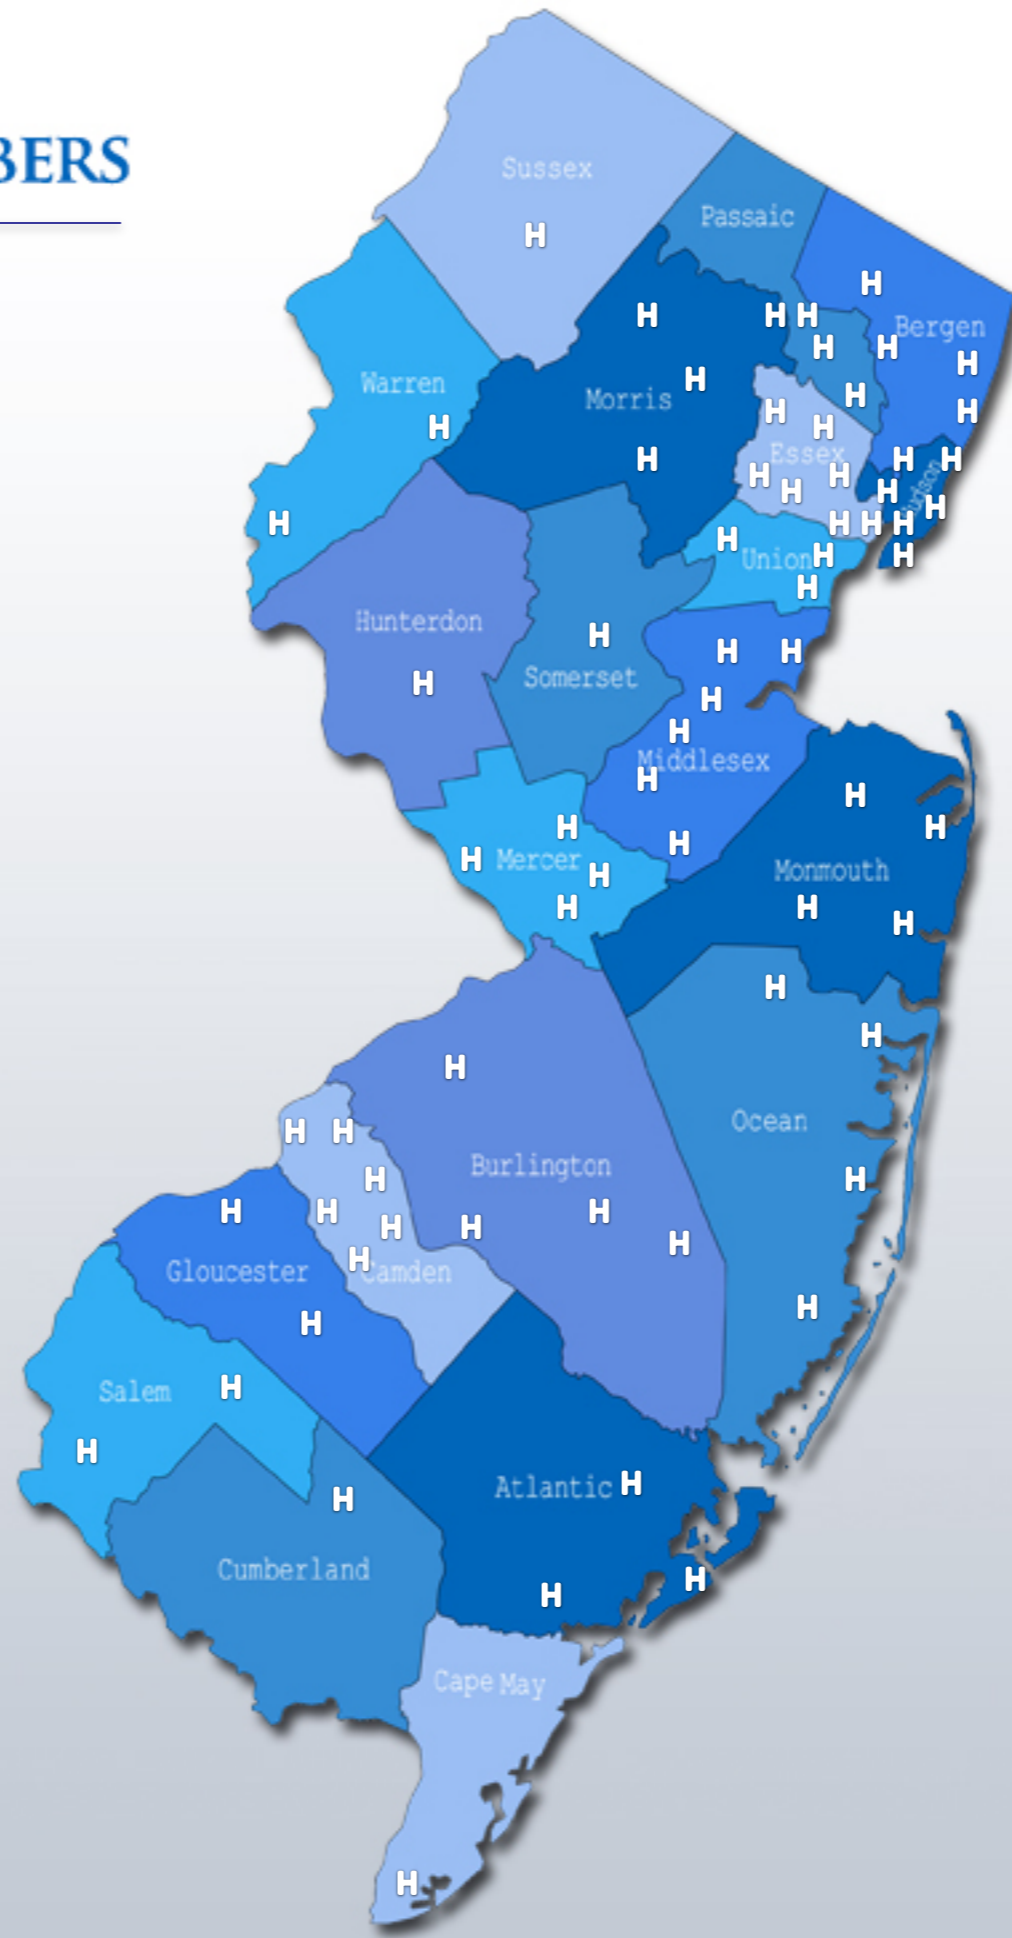 BERS
Sussex
Passaic
H
H
H H H
Bergen
H H
H
Warren H
Morris H
H H
H H
Essex
H H H
H H
H H Hudson
H
H H H H
H
Union H H
H
Hunterdon
H
H H
Somerset
H
H
H
Middlesex
H
H
H H
H Mercer
Monmouth
H
H H
H
H
H
H
Ocean
H H
Burlington
H H
H H H
H H
H
H
Gloucester Camden
H
H
Salem H
H
Atlantic H
H
Cumberland
H
H
Cape May
H